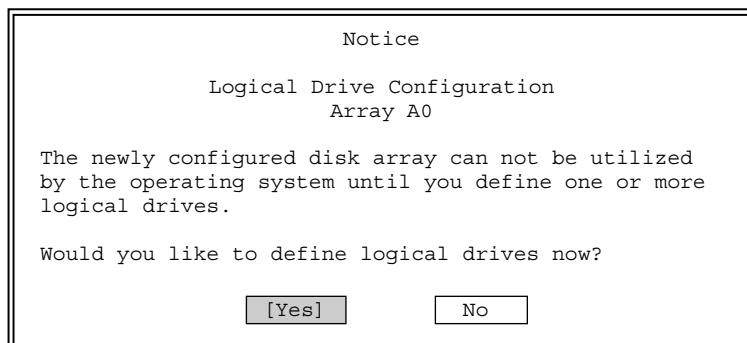 Notice
Logical Drive Configuration
Array A0
The newly configured disk array can not be utilized
by the operating system until you define one or more
logical drives.
Would you like to define logical drives now?
[Yes] No